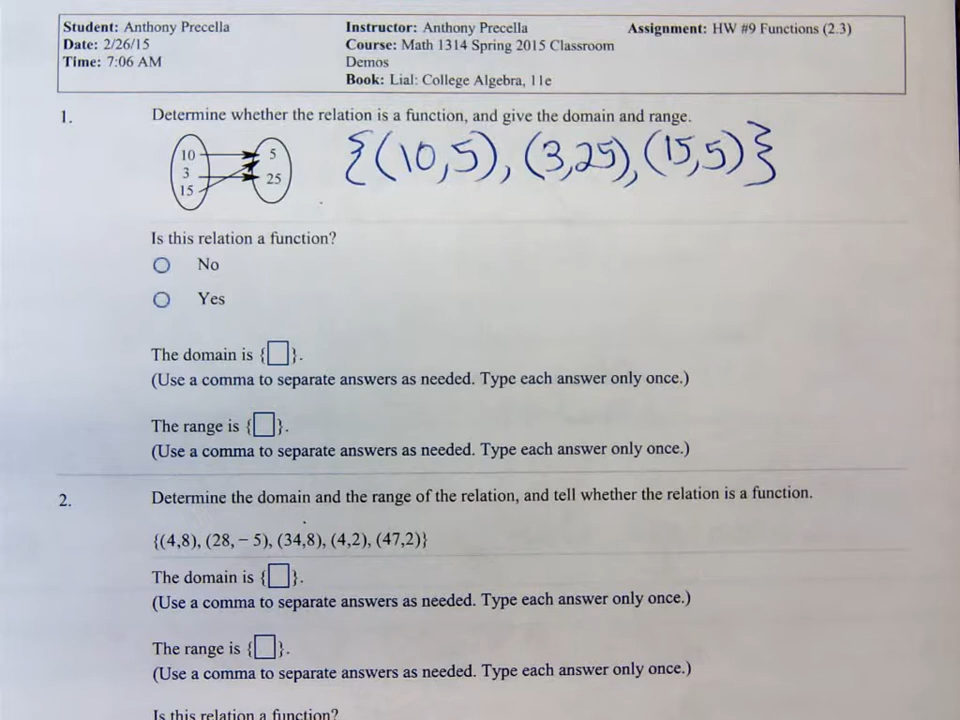 Student: Anthony Precella
Date: 2/26/15
Time: 7:06 AM
Instructor: Anthony Precella
Course: Math 1314 Spring 2015 Classroom
Demos
Book: Lial: College Algebra, 11e
Assignment: HW #9 Functions (2.3)
1. Determine whether the relation is a function, and give the domain and range.
10
3
15
5
25
{(10,5), (3,25), (15,5)}
Is this relation a function?
No
Yes
The domain is { }.
(Use a comma to separate answers as needed. Type each answer only once.)
The range is { }.
(Use a comma to separate answers as needed. Type each answer only once.)
2. Determine the domain and the range of the relation, and tell whether the relation is a function.
{(4,8), (28, − 5), (34,8), (4,2), (47,2)}
The domain is { }.
(Use a comma to separate answers as needed. Type each answer only once.)
The range is { }.
(Use a comma to separate answers as needed. Type each answer only once.)
Is this relation a function?